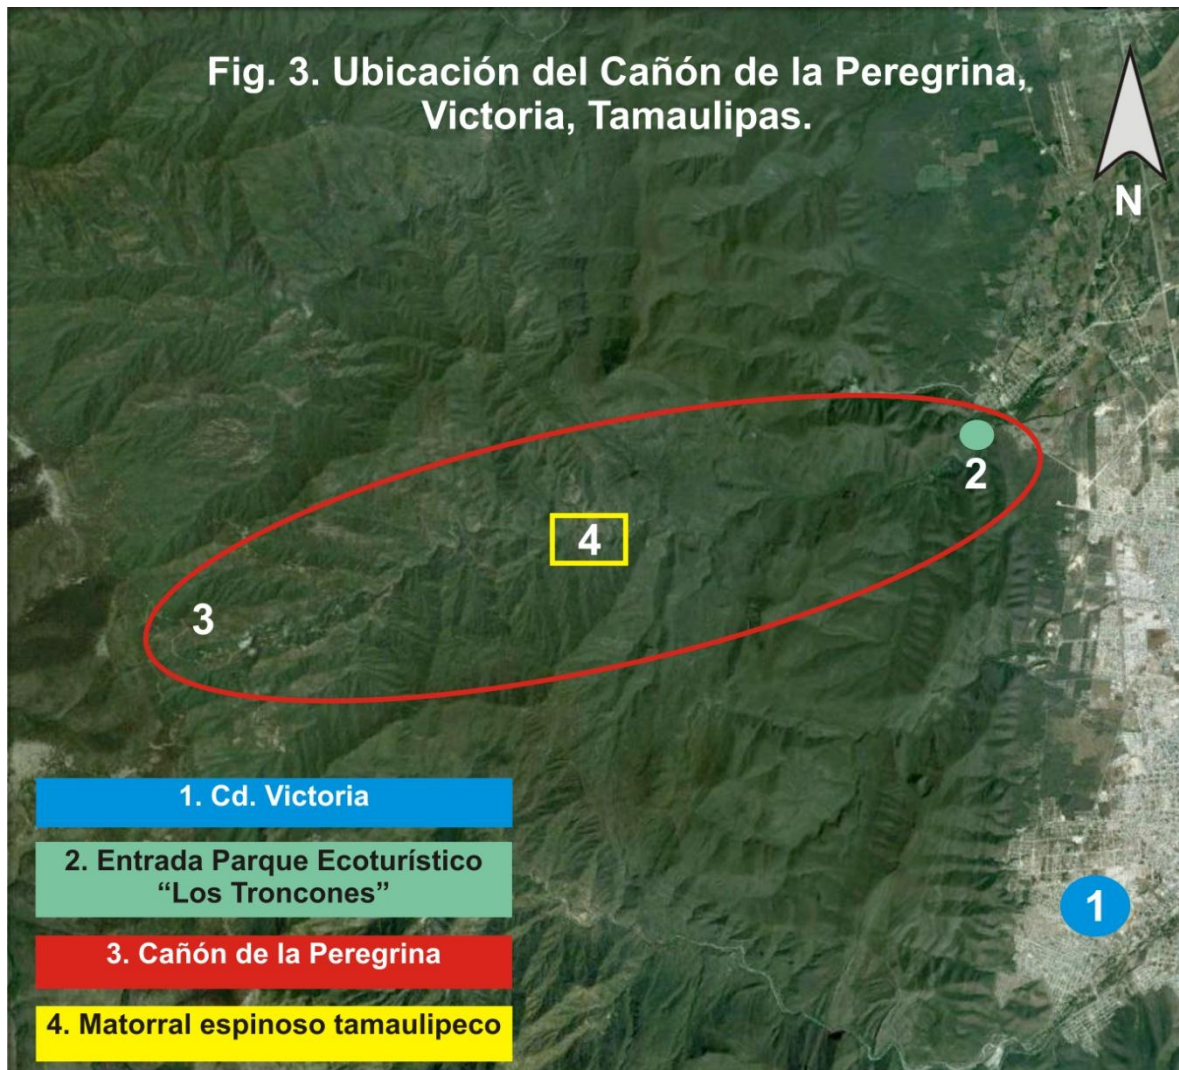 Fig. 3. Ubicación del Cañón de la Peregrina,
Victoria, Tamaulipas.
N
2
4
3
1. Cd. Victoria
2. Entrada Parque Ecoturístico
“Los Troncones”
1
3. Cañón de la Peregrina
4. Matorral espinoso tamaulipeco